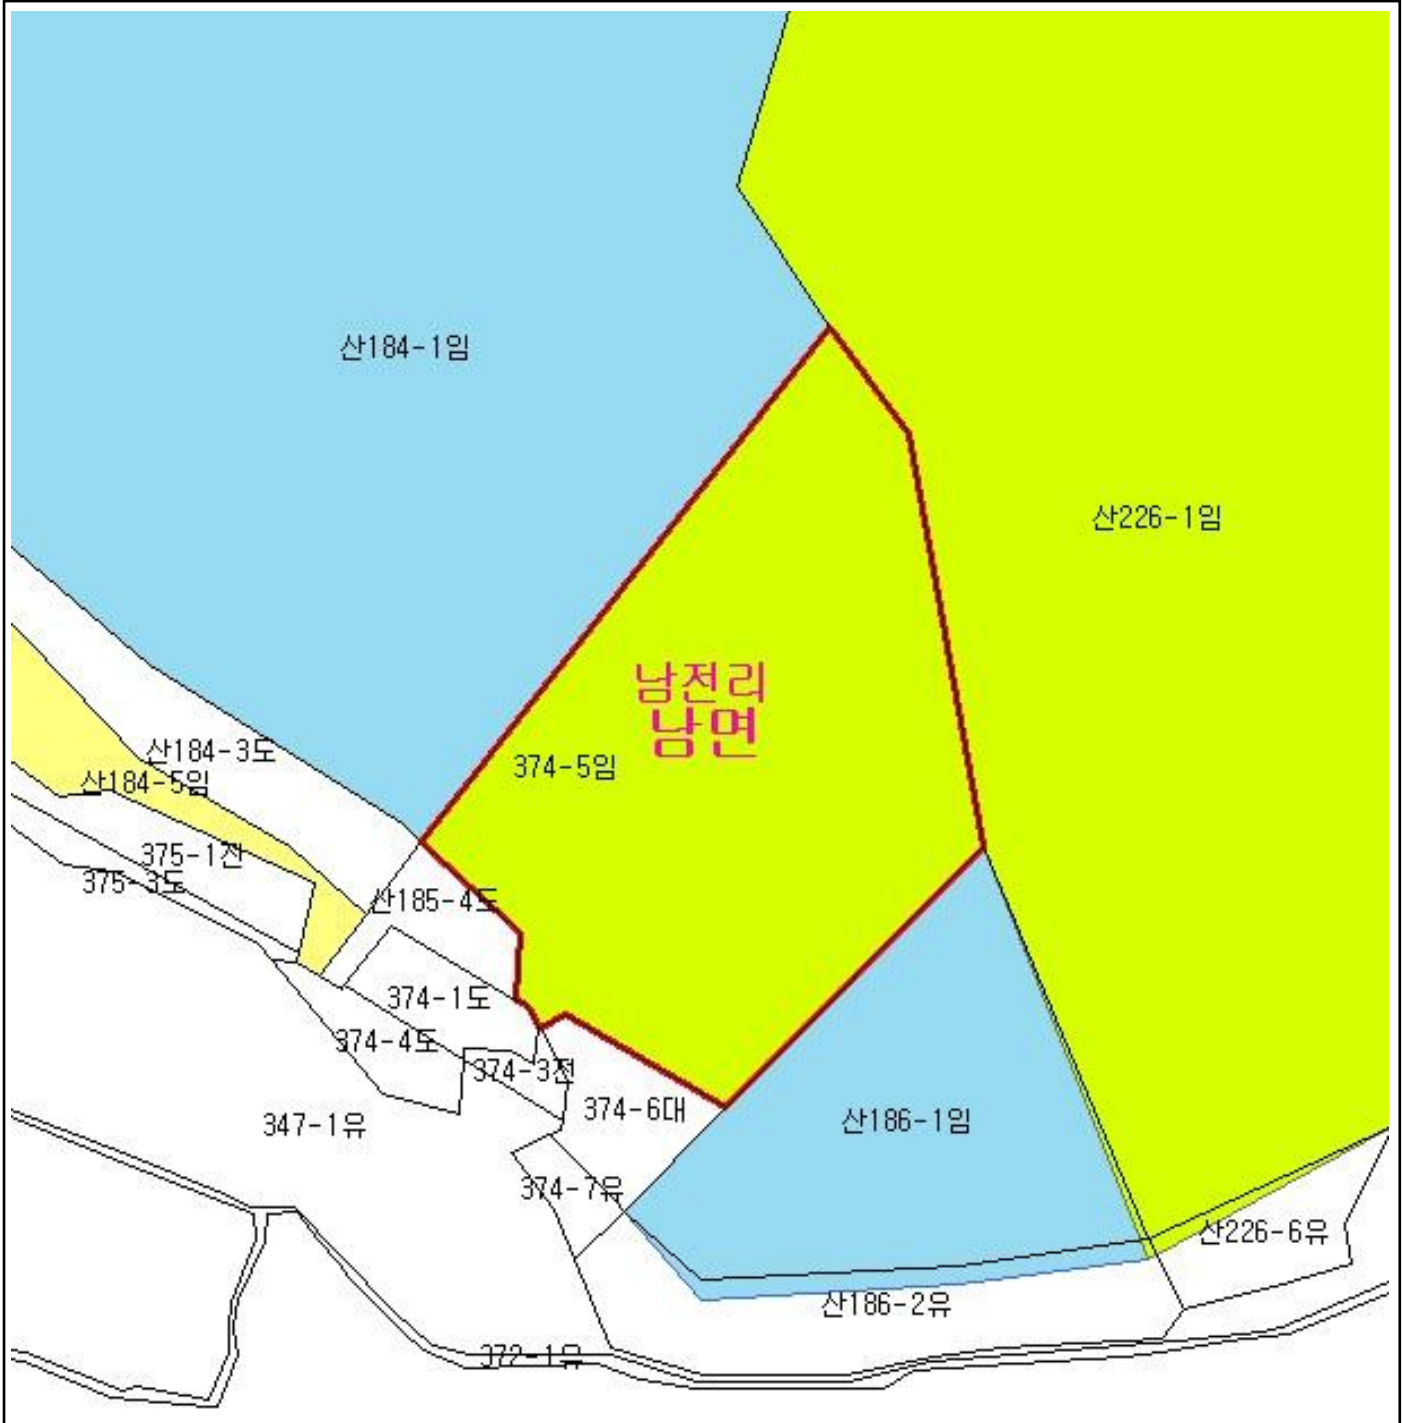 산184-1임
산226-1임
남전리
남면
374-5임
산184-3도
산184-5임
375-1전
375-3도
산185-4도
374-1도
374-4도
374-3전
374-6대
347-1유
산186-1임
374-7유
산226-6유
산186-2유
372-1유